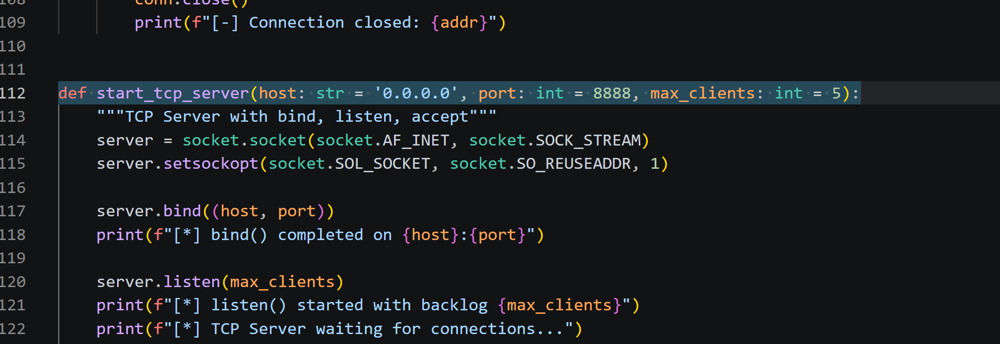 108 conn.close()
109 print(f"[-] Connection closed: {addr}")
110
111
112 def start_tcp_server(host: str = '0.0.0.0', port: int = 8888, max_clients: int = 5):
113 """TCP Server with bind, listen, accept"""
114 server = socket.socket(socket.AF_INET, socket.SOCK_STREAM)
115 server.setsockopt(socket.SOL_SOCKET, socket.SO_REUSEADDR, 1)
116
117 server.bind((host, port))
118 print(f"[*] bind() completed on {host}:{port}")
119
120 server.listen(max_clients)
121 print(f"[*] listen() started with backlog {max_clients}")
122 print(f"[*] TCP Server waiting for connections...")